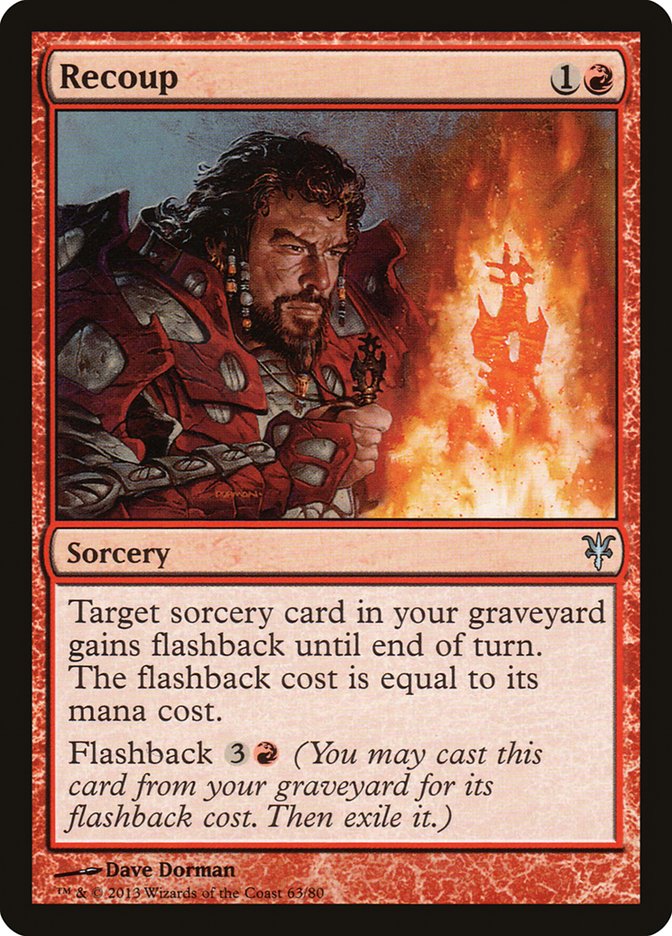 Recoup 1
DORMAN
Sorcery
Target sorcery card in your graveyard
gains flashback until end of turn.
The flashback cost is equal to its
mana cost.
Flashback 3 (You may cast this
card from your graveyard for its
flashback cost. Then exile it.)
Dave Dorman
™ & © 2013 Wizards of the Coast 63/80